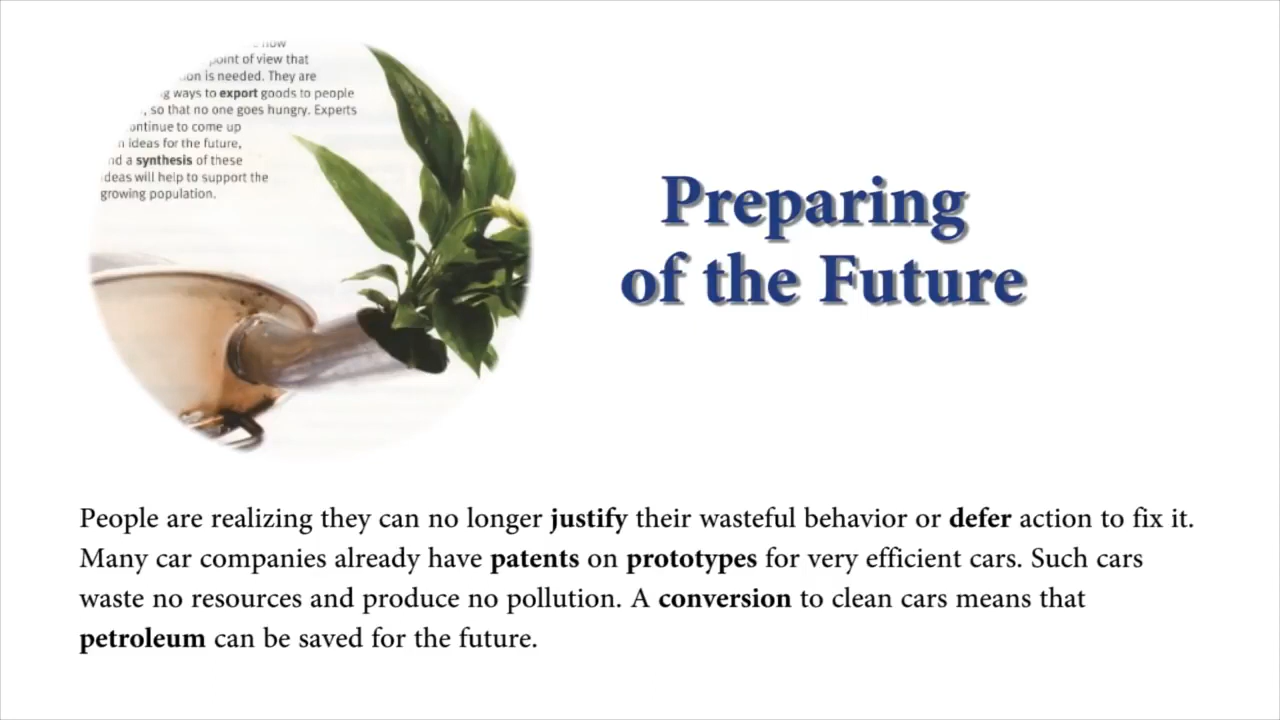 point of view that
is needed. They are
ways to export goods to people
, so that no one goes hungry. Experts
continue to come up
ideas for the future,
and a synthesis of these
ideas will help to support the
growing population.
Preparing
of the Future
People are realizing they can no longer justify their wasteful behavior or defer action to fix it.
Many car companies already have patents on prototypes for very efficient cars. Such cars
waste no resources and produce no pollution. A conversion to clean cars means that
petroleum can be saved for the future.